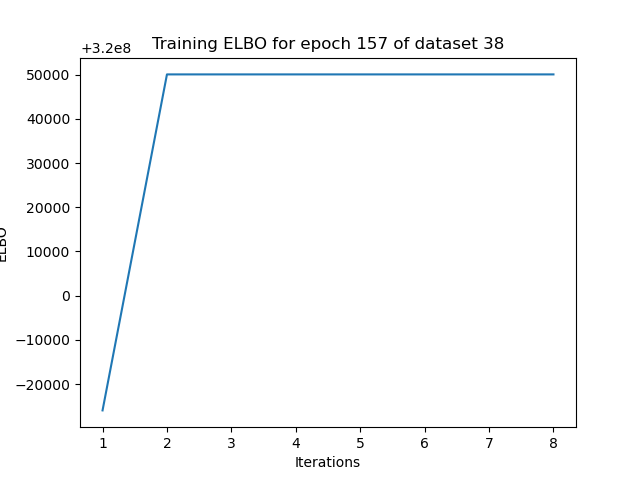 Training ELBO for epoch 157 of dataset 38
+3.2e8
50000
40000
30000
20000
10000
0
−10000
−20000
ELBO
1 2 3 4 5 6 7 8
Iterations